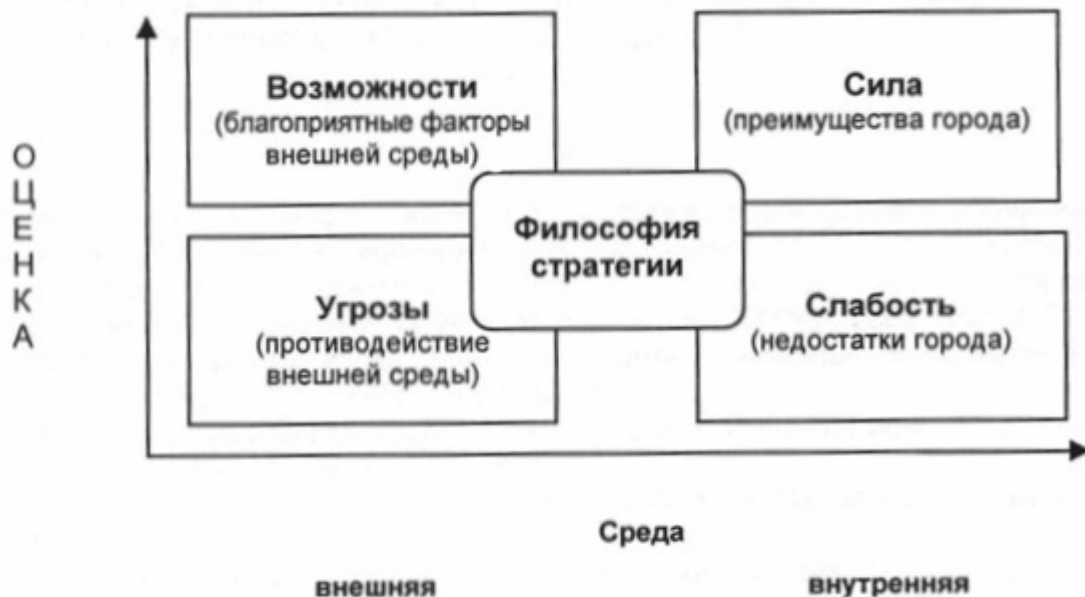 ОЦЕНКА
Возможности
(благоприятные факторы
внешней среды)
Сила
(преимущества города)
Философия
стратегии
Угрозы
(противодействие
внешней среды)
Слабость
(недостатки города)
Среда
внешняя
внутренняя